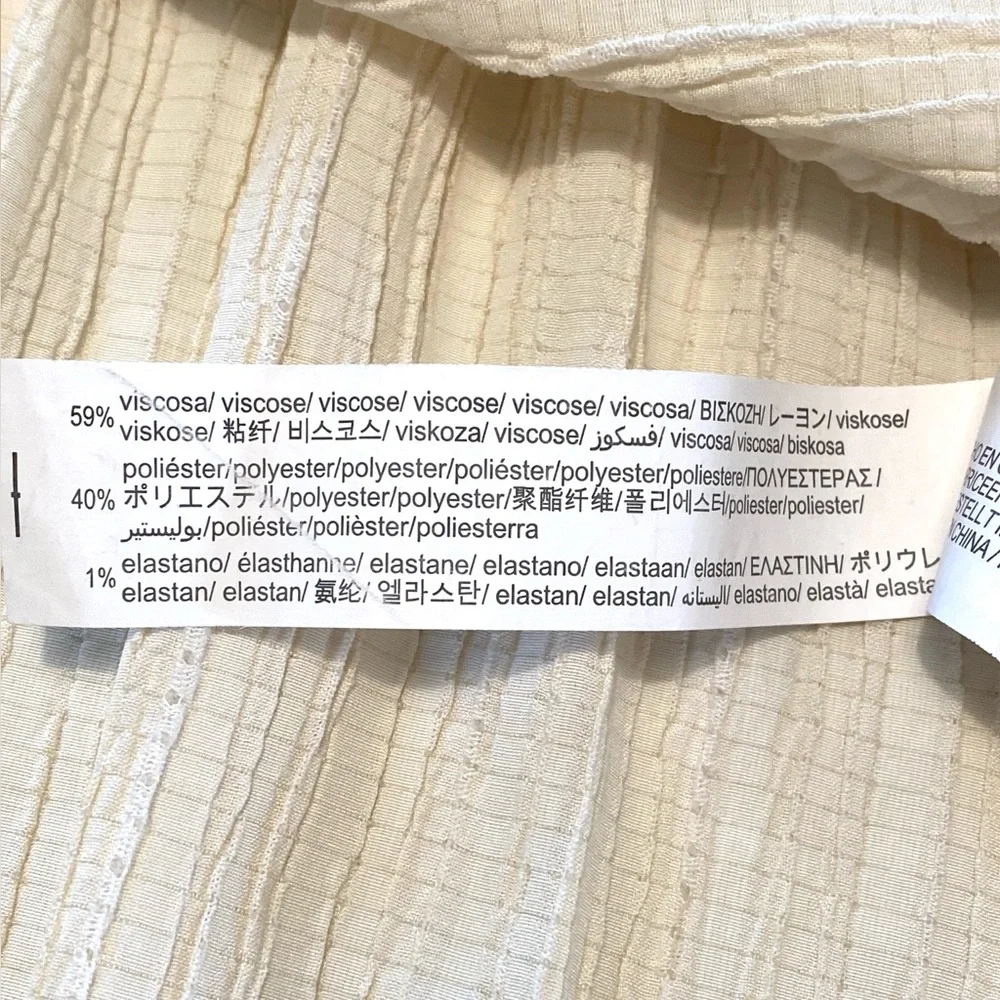 59% viscosa/ viscose/ viscose/ viscose/ viscose/ viscosa/ ΒΙΣΚΟΖΗ/ レーヨン/ viskose/
viskose/ 粘纤/ 비스코스/ viskoza/ viscose/ فسكوز/ viscosa/ viscosa/ biskosa
poliéster/polyester/polyester/poliéster/polyester/poliestere/ΠΟΛΥΕΣΤΕΡΑΣ/
40% ポリエステル/polyester/polyester/聚酯纤维/폴리에스터/poliester/poliester/
بوليستير/poliéster/polièster/poliesterra
elastano/ élasthanne/ elastane/ elastano/ elastaan/ elastan/ ΕΛΑΣΤΙΝΗ/ ポリウレ
1% elastan/ elastan/ 氨纶/ 엘라스탄/ elastan/ elastan/ اليستانه/ elastano/ elastà/ elasta
CHINA/